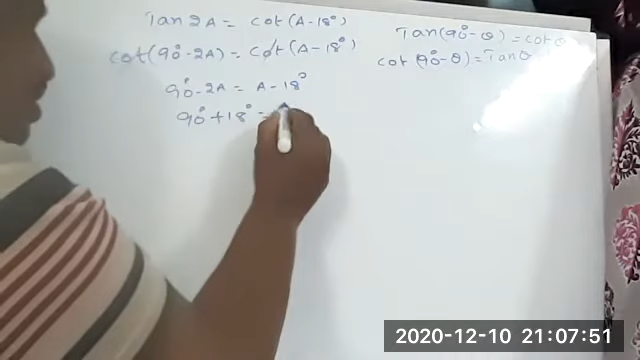 Tan 2A = cot (A-18°)
cot (90°-2A) = cot (A-18°)
90°-2A = A-18°
90°+18° = A
Tan (90°-θ) = cot θ
cot (90°-θ) = Tan θ
2020-12-10 21:07:51